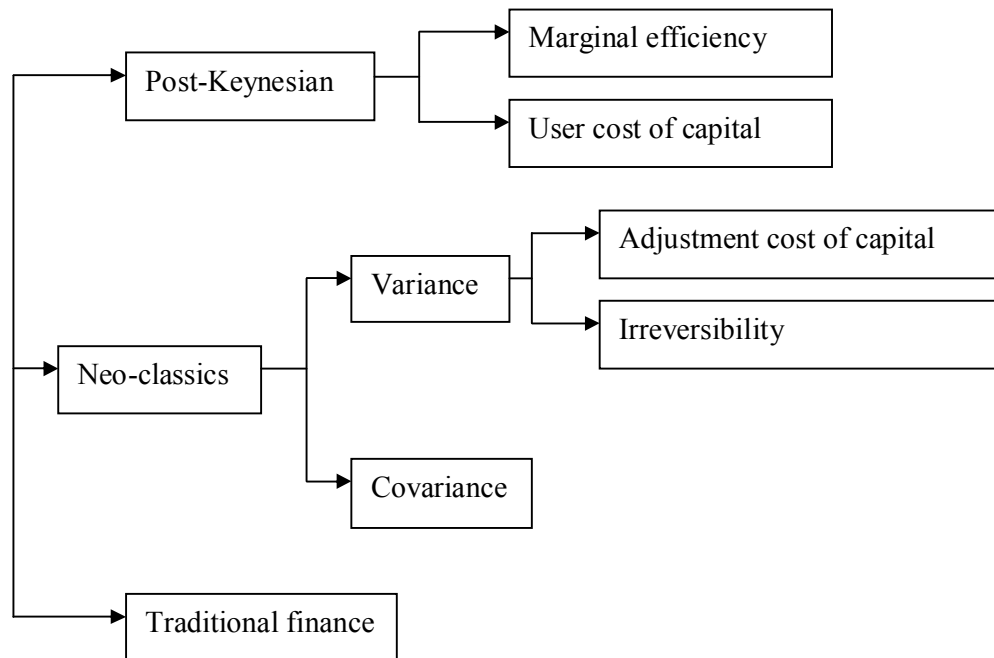 Marginal efficiency
Post-Keynesian
User cost of capital
Adjustment cost of capital
Variance
Irreversibility
Neo-classics
Covariance
Traditional finance